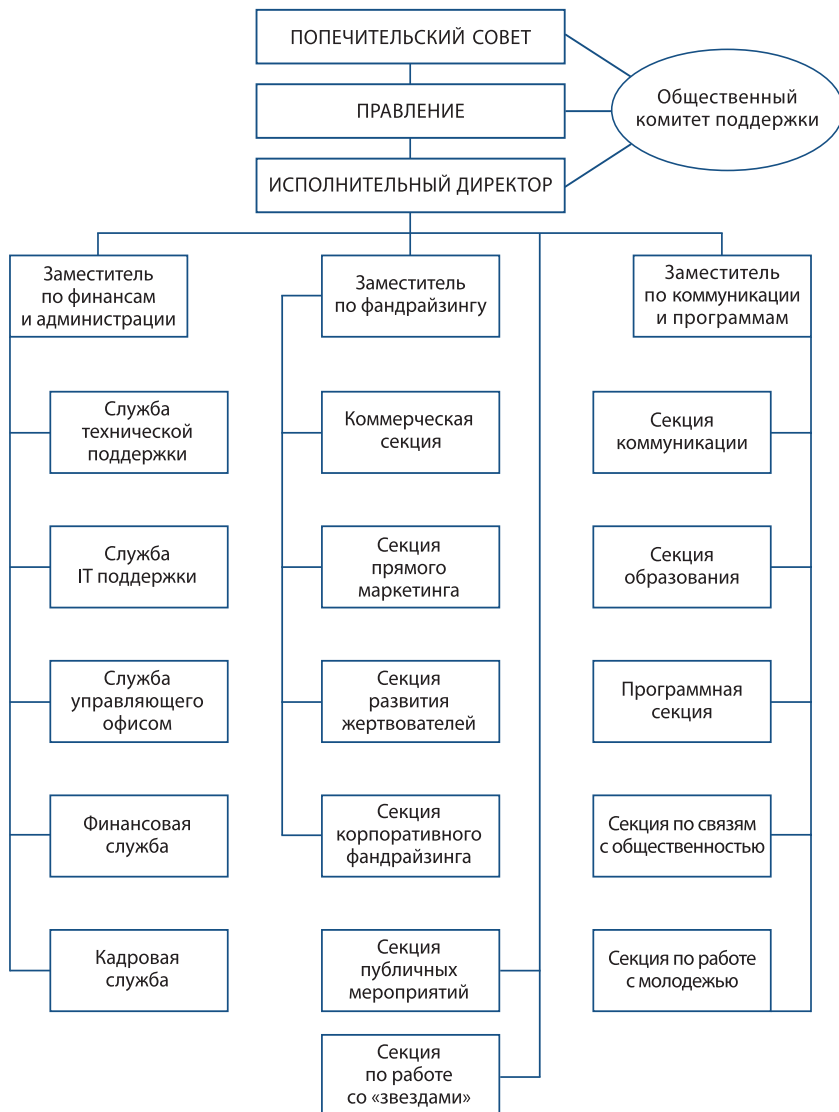 ПОПЕЧИТЕЛЬСКИЙ СОВЕТ
Общественный
комитет поддержки
ПРАВЛЕНИЕ
ИСПОЛНИТЕЛЬНЫЙ ДИРЕКТОР
Заместитель
по финансам
и администрации
Заместитель
по фандрайзингу
Заместитель
по коммуникации
и программам
Служба
технической
поддержки
Коммерческая
секция
Секция
коммуникации
Служба
IT поддержки
Секция
прямого
маркетинга
Секция
образования
Служба
управляющего
офисом
Секция
развития
жертвователей
Программная
секция
Финансовая
служба
Секция
корпоративного
фандрайзинга
Секция по связям
с общественностью
Кадровая
служба
Секция
публичных
мероприятий
Секция по работе
с молодежью
Секция
по работе
со «звездами»